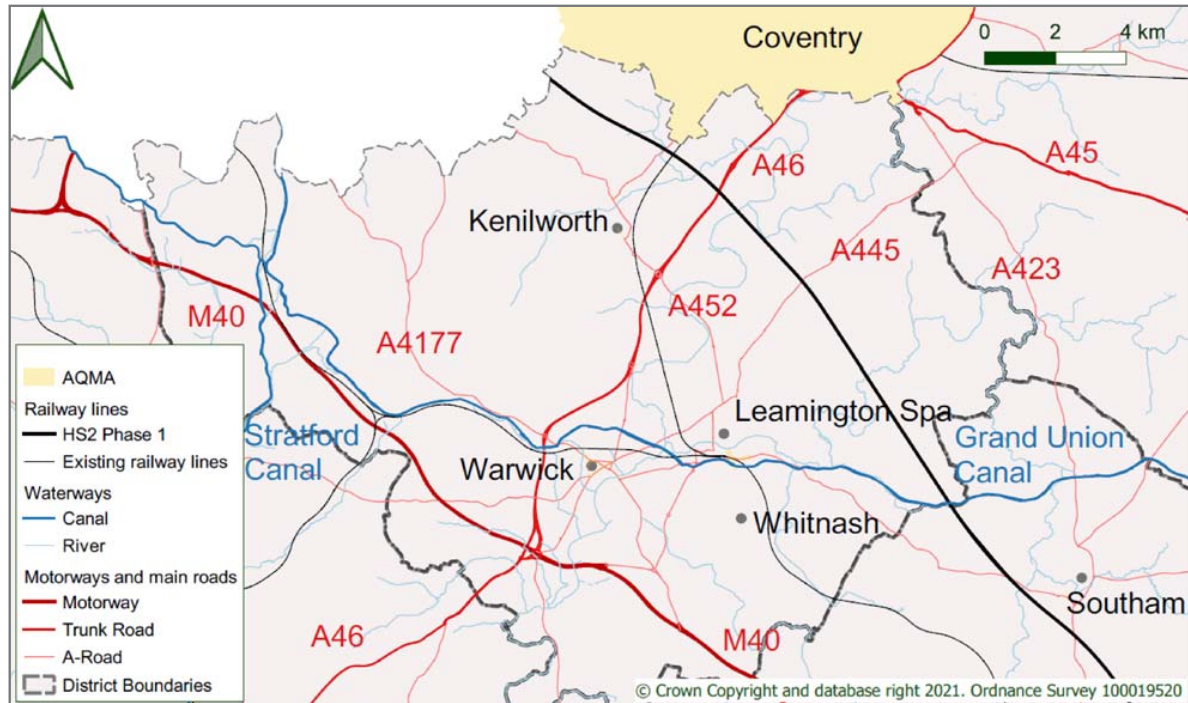 Coventry
0 2 4 km
A46
A45
Kenilworth
A445
A423
M40
A452
A4177
Leamington Spa
Stratford
Canal
Grand Union
Canal
Warwick
Whitnash
Southam
A46
M40
AQMA
Railway lines
HS2 Phase 1
Existing railway lines
Waterways
Canal
River
Motorways and main roads
Motorway
Trunk Road
A-Road
District Boundaries
© Crown Copyright and database right 2021. Ordnance Survey 100019520